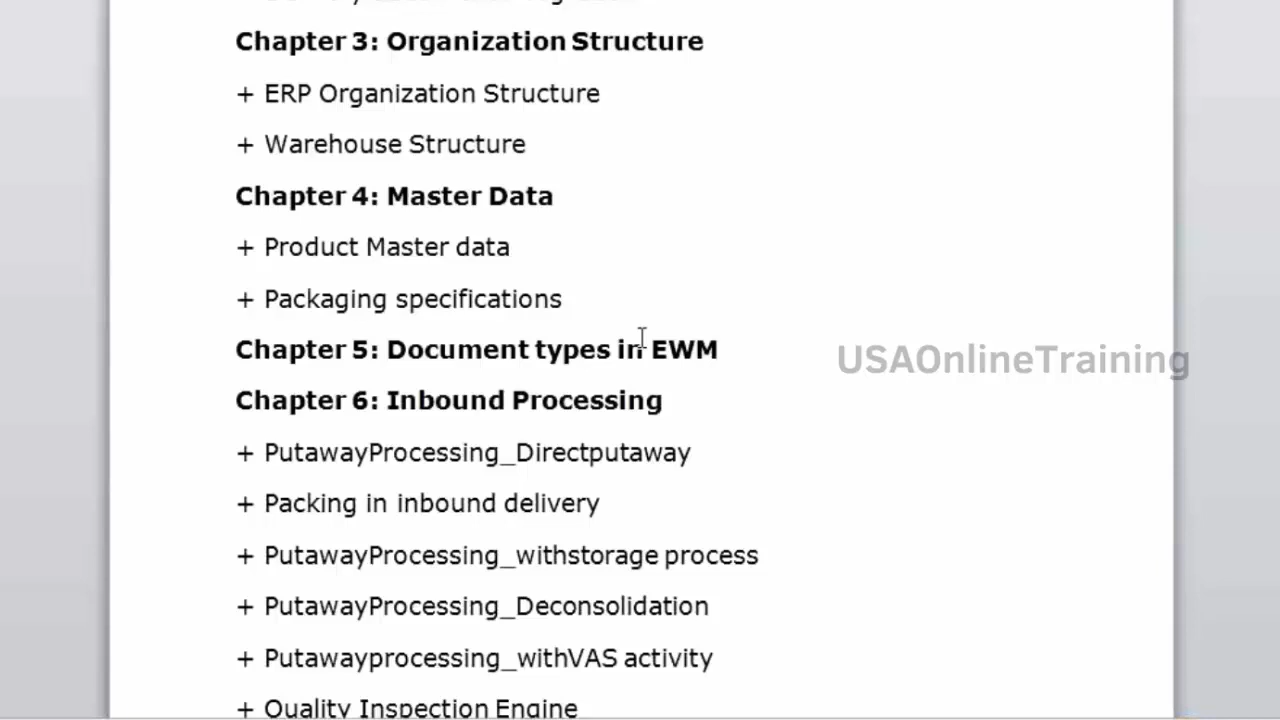 Chapter 3: Organization Structure
+ ERP Organization Structure
+ Warehouse Structure
Chapter 4: Master Data
+ Product Master data
+ Packaging specifications
Chapter 5: Document types in EWM
USAOnlineTraining
Chapter 6: Inbound Processing
+ PutawayProcessing_Directputaway
+ Packing in inbound delivery
+ PutawayProcessing_withstorage process
+ PutawayProcessing_Deconsolidation
+ Putawayprocessing_withVAS activity
+ Quality Inspection Engine